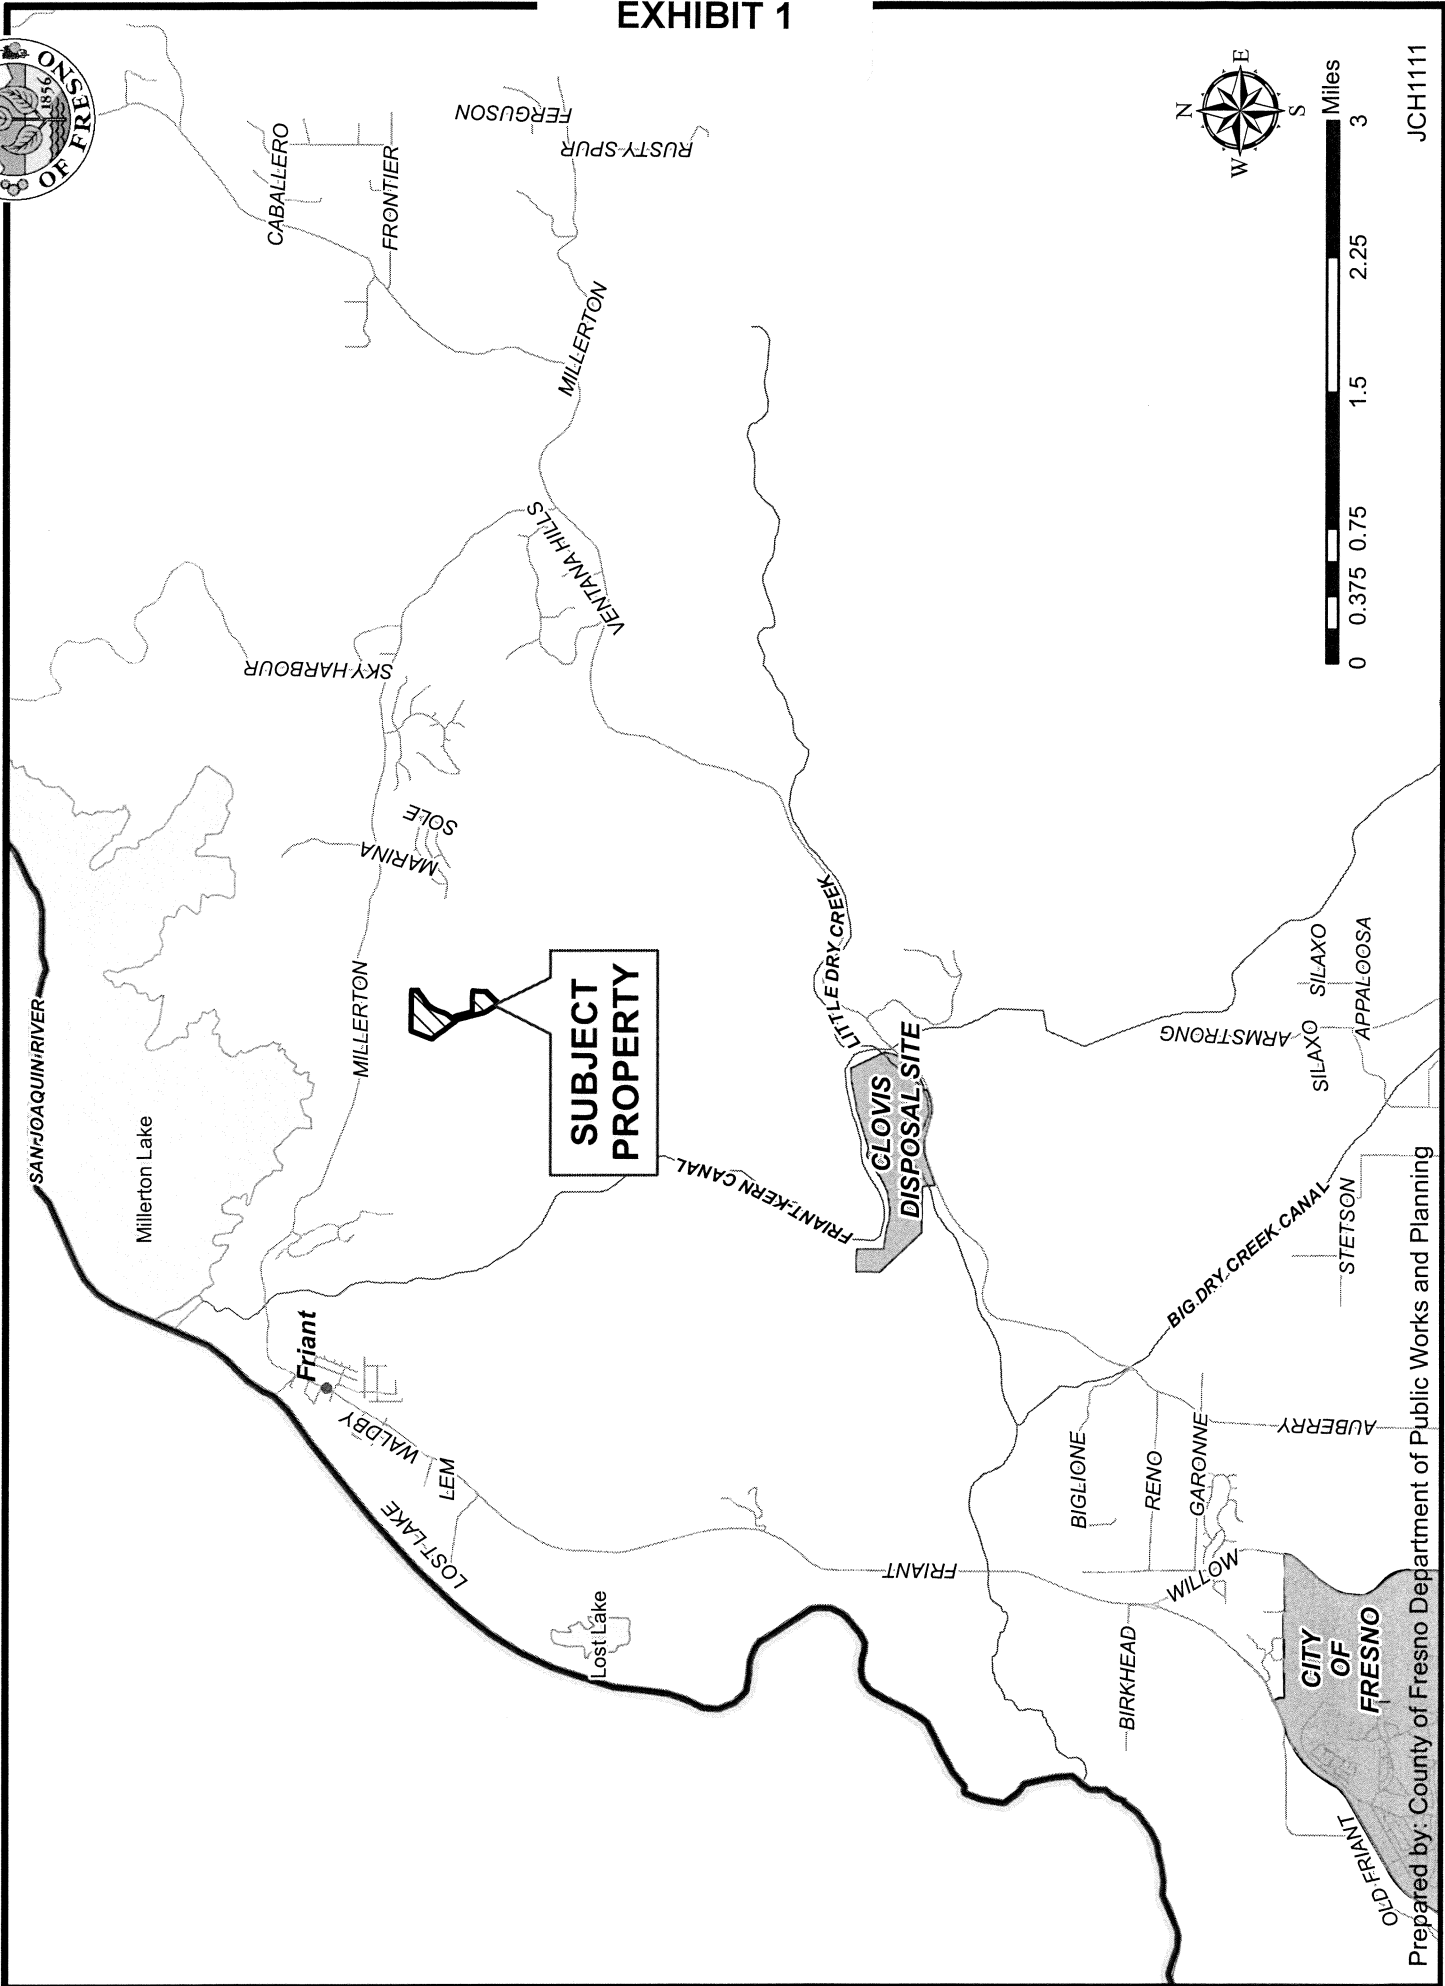 EXHIBIT 1
OF FRESNO
1856
SAN JOAQUIN RIVER
Millerton Lake
CABALLERO
FRONTIER
FERGUSON
RUSTY SPUR
MILLERTON
VENTANA HILLS
SKY HARBOUR
SOLE
MARINA
MILLERTON
SUBJECT
PROPERTY
Friant
WALDBY
LEM
LOST LAKE
Lost Lake
FRIANT-KERN CANAL
LITTLE DRY CREEK
CLOVIS
DISPOSAL SITE
FRIANT
BIGLIONE
RENO
GARONNE
WILLOW
BIRKHEAD
AUBERRY
BIG DRY CREEK CANAL
STETSON
ARMSTRONG
SILAXO
SILAXO
APPALOOSA
CITY
OF
FRESNO
OLD FRIANT
N
E
S
W
0 0.375 0.75 1.5 2.25 3
Miles
Prepared by: County of Fresno Department of Public Works and Planning
JCH1111